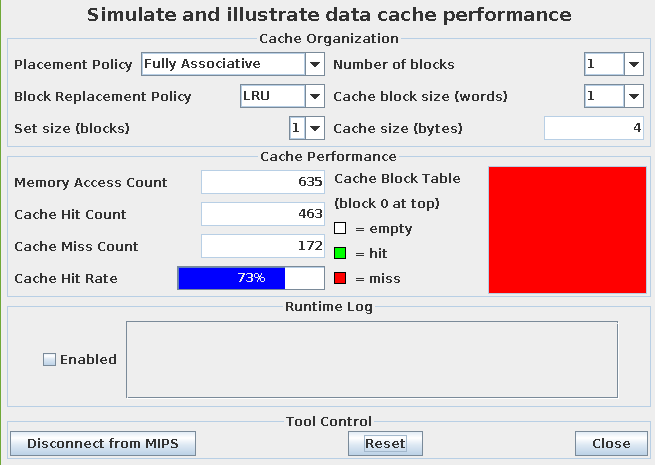 Simulate and illustrate data cache performance
Cache Organization
Placement Policy Fully Associative Number of blocks 1
Block Replacement Policy LRU Cache block size (words) 1
Set size (blocks) 1 Cache size (bytes) 4
Cache Performance
Memory Access Count 635 Cache Block Table
(block 0 at top)
Cache Hit Count 463
= empty
Cache Miss Count 172
= hit
Cache Hit Rate 73% = miss
Runtime Log
Enabled
Tool Control
Disconnect from MIPS Reset Close